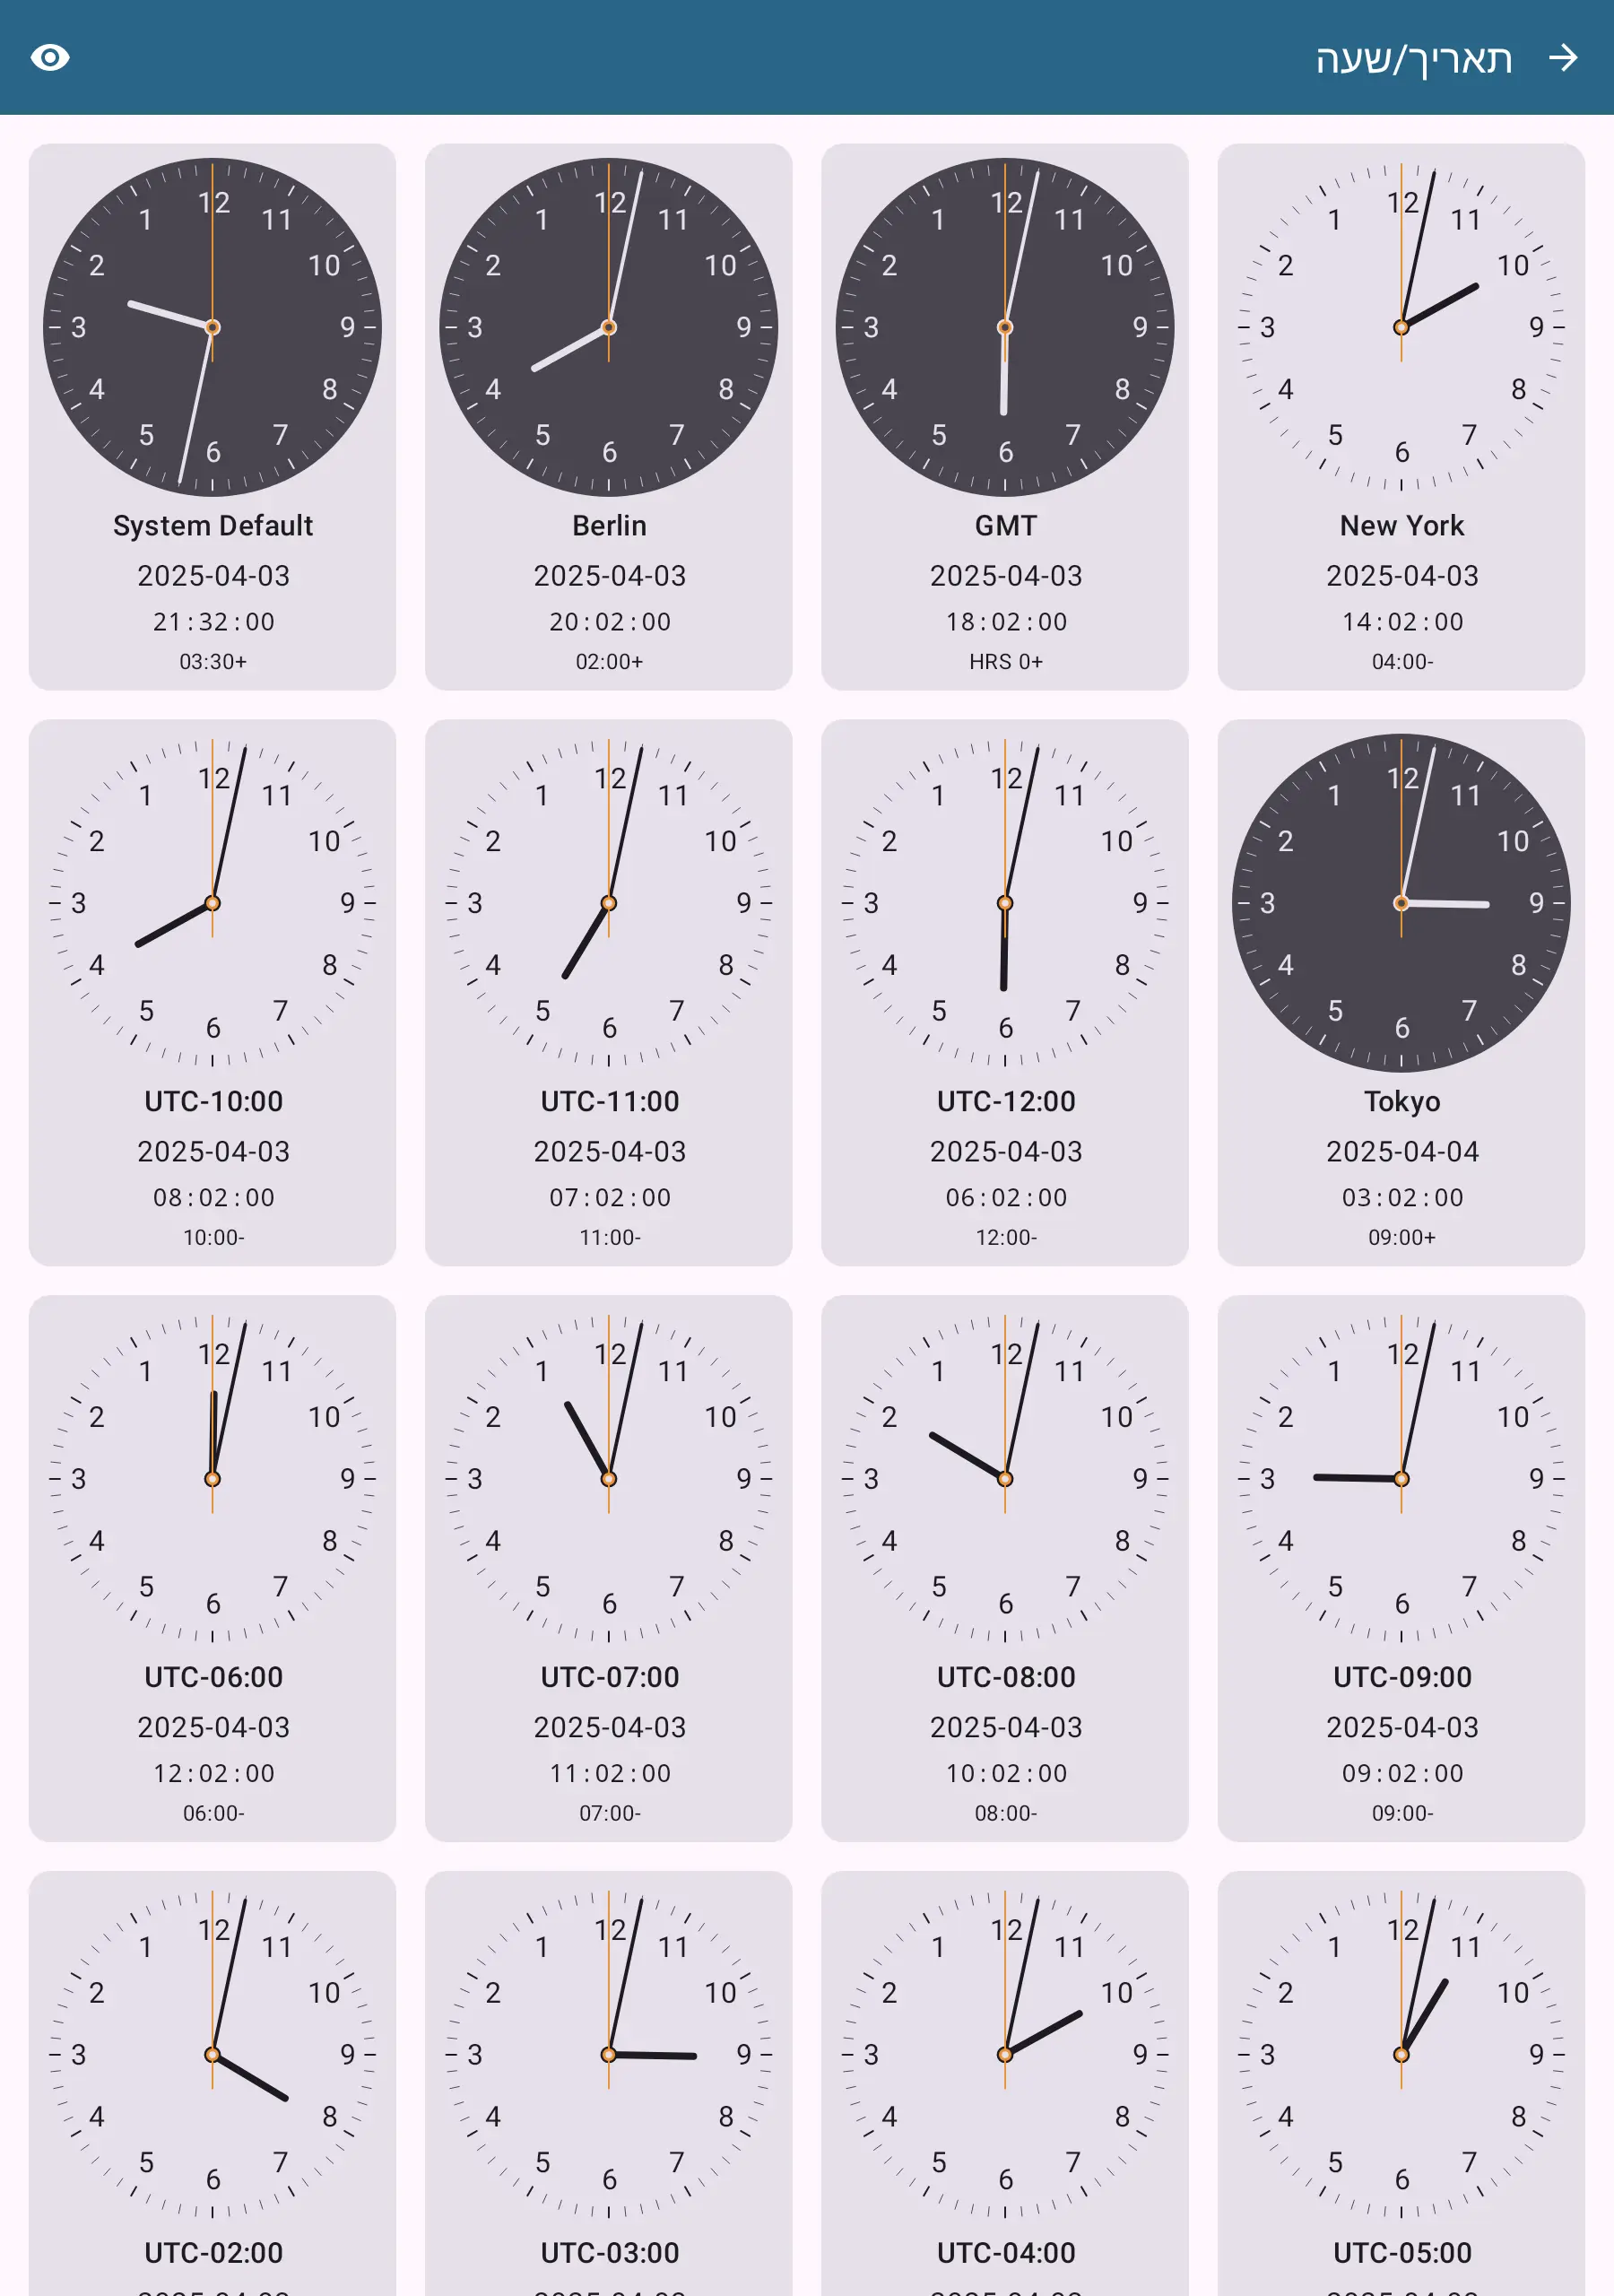 תאריך/שעה
12 1 2 3 4 5 6 7 8 9 10 11
New York
2025-04-03
14:02:00
04:00-
12 1 2 3 4 5 6 7 8 9 10 11
GMT
2025-04-03
18:02:00
HRS 0+
12 1 2 3 4 5 6 7 8 9 10 11
Berlin
2025-04-03
20:02:00
02:00+
12 1 2 3 4 5 6 7 8 9 10 11
System Default
2025-04-03
21:32:00
03:30+
12 1 2 3 4 5 6 7 8 9 10 11
Tokyo
2025-04-04
03:02:00
09:00+
12 1 2 3 4 5 6 7 8 9 10 11
UTC-12:00
2025-04-03
06:02:00
12:00-
12 1 2 3 4 5 6 7 8 9 10 11
UTC-11:00
2025-04-03
07:02:00
11:00-
12 1 2 3 4 5 6 7 8 9 10 11
UTC-10:00
2025-04-03
08:02:00
10:00-
12 1 2 3 4 5 6 7 8 9 10 11
UTC-09:00
2025-04-03
09:02:00
09:00-
12 1 2 3 4 5 6 7 8 9 10 11
UTC-08:00
2025-04-03
10:02:00
08:00-
12 1 2 3 4 5 6 7 8 9 10 11
UTC-07:00
2025-04-03
11:02:00
07:00-
12 1 2 3 4 5 6 7 8 9 10 11
UTC-06:00
2025-04-03
12:02:00
06:00-
12 1 2 3 4 5 6 7 8 9 10 11
UTC-05:00
12 1 2 3 4 5 6 7 8 9 10 11
UTC-04:00
12 1 2 3 4 5 6 7 8 9 10 11
UTC-03:00
12 1 2 3 4 5 6 7 8 9 10 11
UTC-02:00